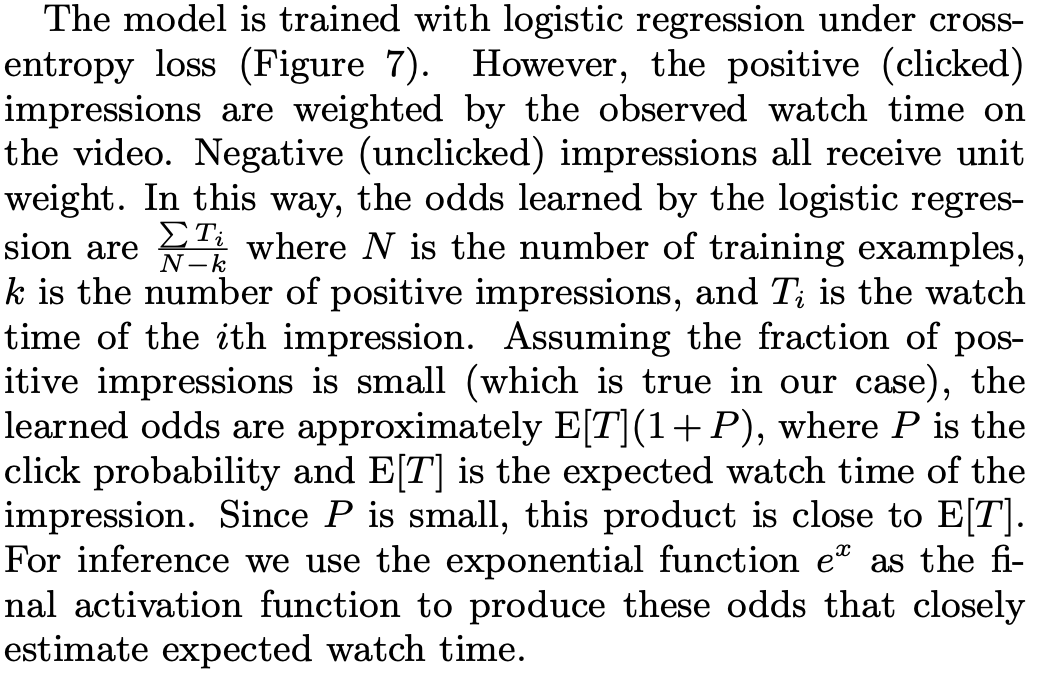 The model is trained with logistic regression under cross-
entropy loss (Figure 7). However, the positive (clicked)
impressions are weighted by the observed watch time on
the video. Negative (unclicked) impressions all receive unit
weight. In this way, the odds learned by the logistic regres-
sion are $\frac{\sum T_i}{N-k}$ where $N$ is the number of training examples,
$k$ is the number of positive impressions, and $T_i$ is the watch
time of the $i$th impression. Assuming the fraction of pos-
itive impressions is small (which is true in our case), the
learned odds are approximately $\mathrm{E}[T](1+P)$, where $P$ is the
click probability and $\mathrm{E}[T]$ is the expected watch time of the
impression. Since $P$ is small, this product is close to $\mathrm{E}[T]$.
For inference we use the exponential function $e^x$ as the fi-
nal activation function to produce these odds that closely
estimate expected watch time.